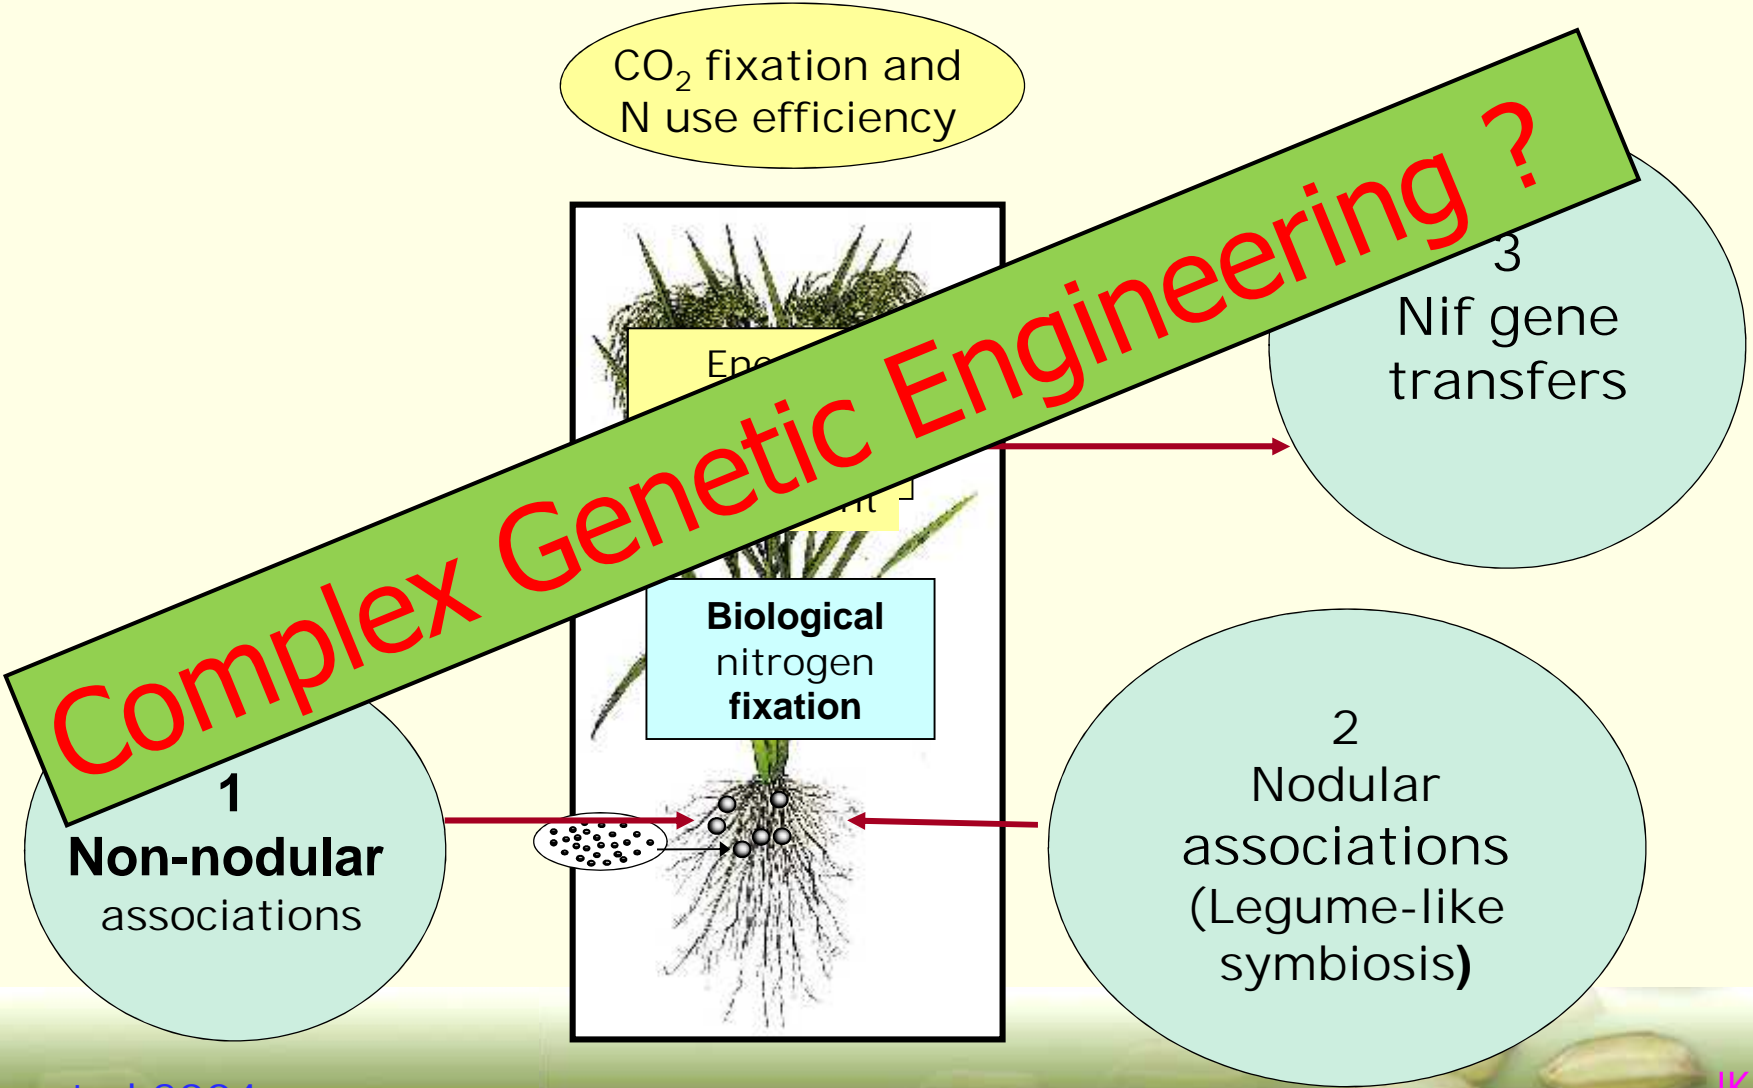 CO₂ fixation and
N use efficiency
Complex Genetic Engineering ?
3
Nif gene
transfers
Biological
nitrogen
fixation
1
Non-nodular
associations
2
Nodular
associations
(Legume-like
symbiosis)